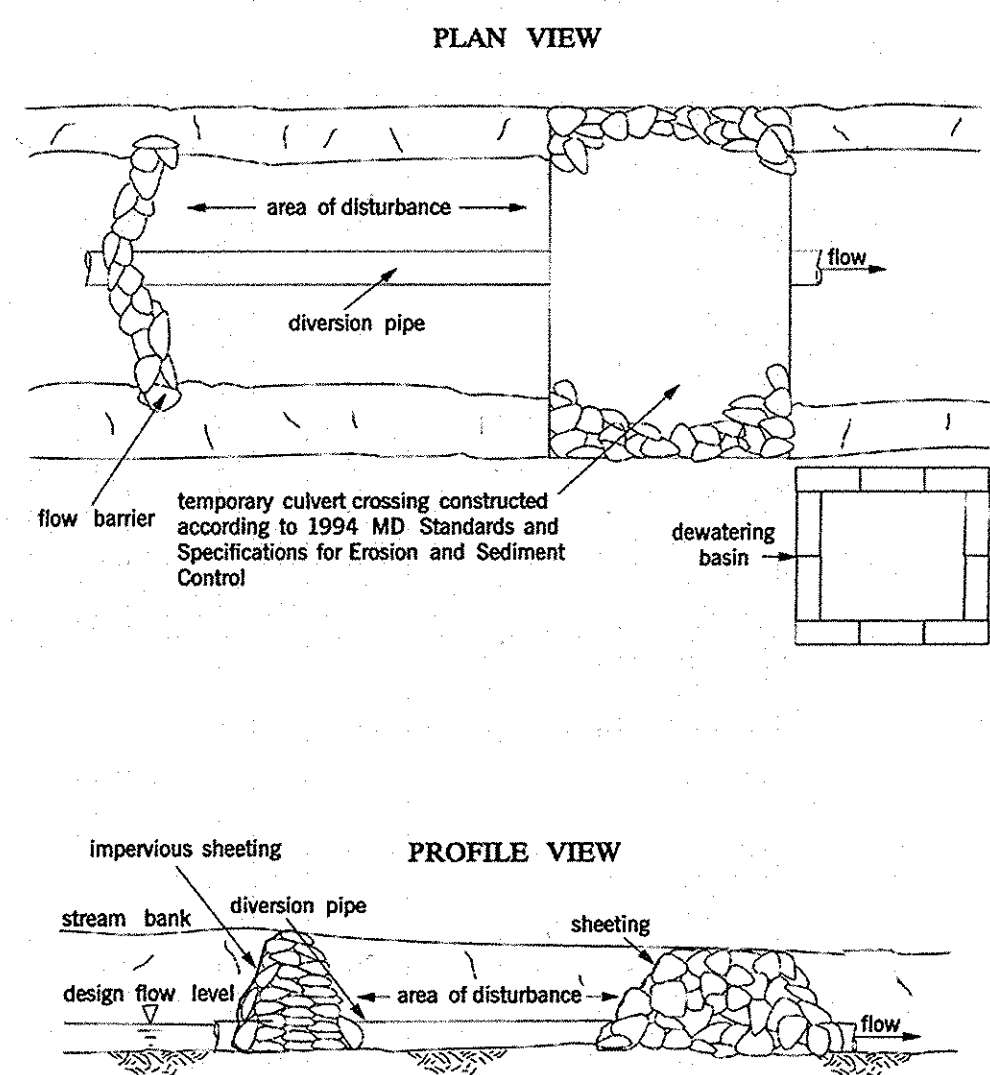 PLAN VIEW
area of disturbance
flow
diversion pipe
flow barrier
temporary culvert crossing constructed
according to 1994 MD Standards and
Specifications for Erosion and Sediment
Control
dewatering
basin
impervious sheeting
PROFILE VIEW
stream bank
diversion pipe
sheeting
design flow level
area of disturbance
flow